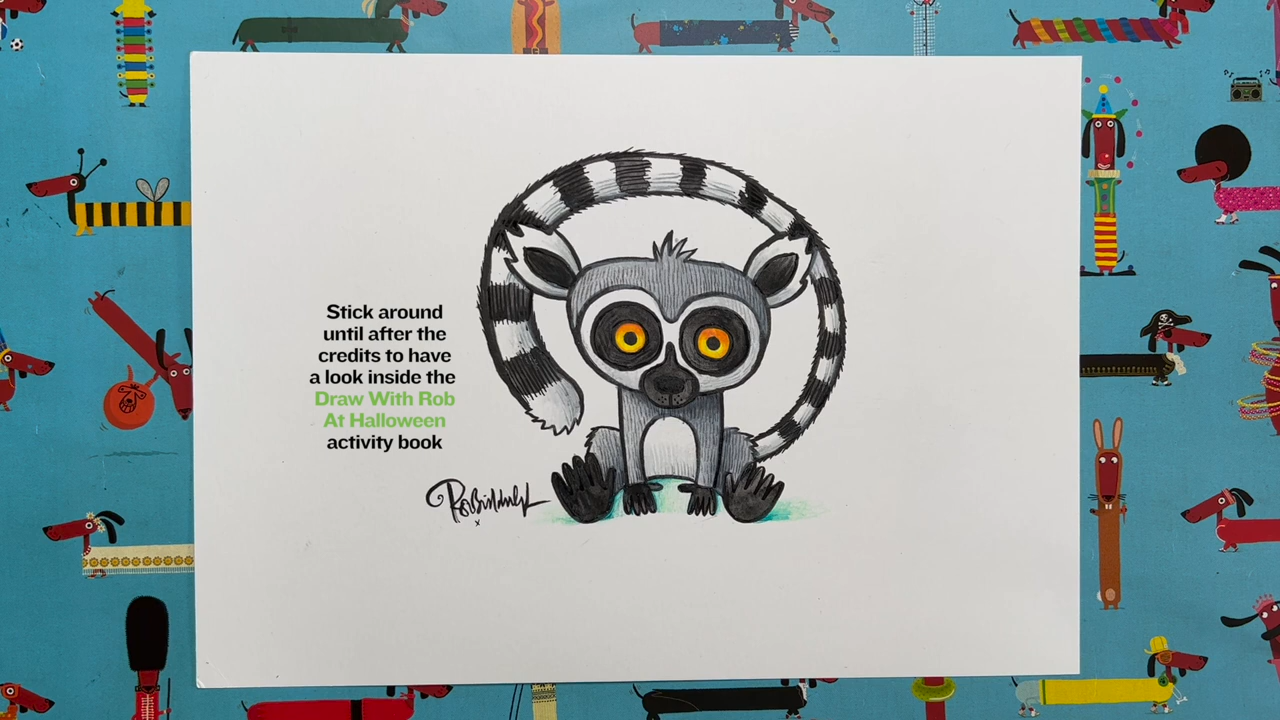 Stick around
until after the
credits to have
a look inside the
Draw With Rob
At Halloween
activity book